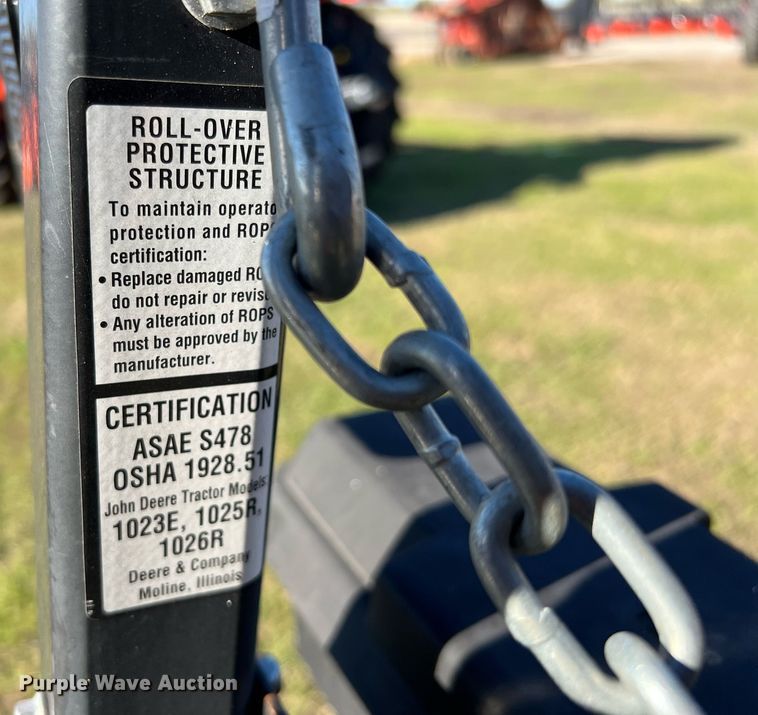 ROLL-OVER
PROTECTIVE
STRUCTURE
To maintain operato
protection and ROP
certification:
• Replace damaged RO
do not repair or revis
• Any alteration of ROPS
must be approved by the
manufacturer.
CERTIFICATION
ASAE S478
OSHA 1928.51
John Deere Tractor Models:
1023E, 1025R,
1026R
Deere & Company
Moline, Illinois
Purple Wave Auction